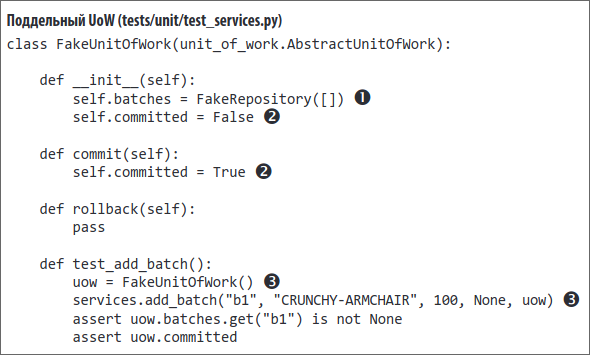 Поддельный UoW (tests/unit/test_services.py)
class FakeUnitOfWork(unit_of_work.AbstractUnitOfWork):
def __init__(self):
self.batches = FakeRepository([]) ❶
self.committed = False ❷
def commit(self):
self.committed = True ❷
def rollback(self):
pass
def test_add_batch():
uow = FakeUnitOfWork() ❸
services.add_batch("b1", "CRUNCHY-ARMCHAIR", 100, None, uow) ❸
assert uow.batches.get("b1") is not None
assert uow.committed